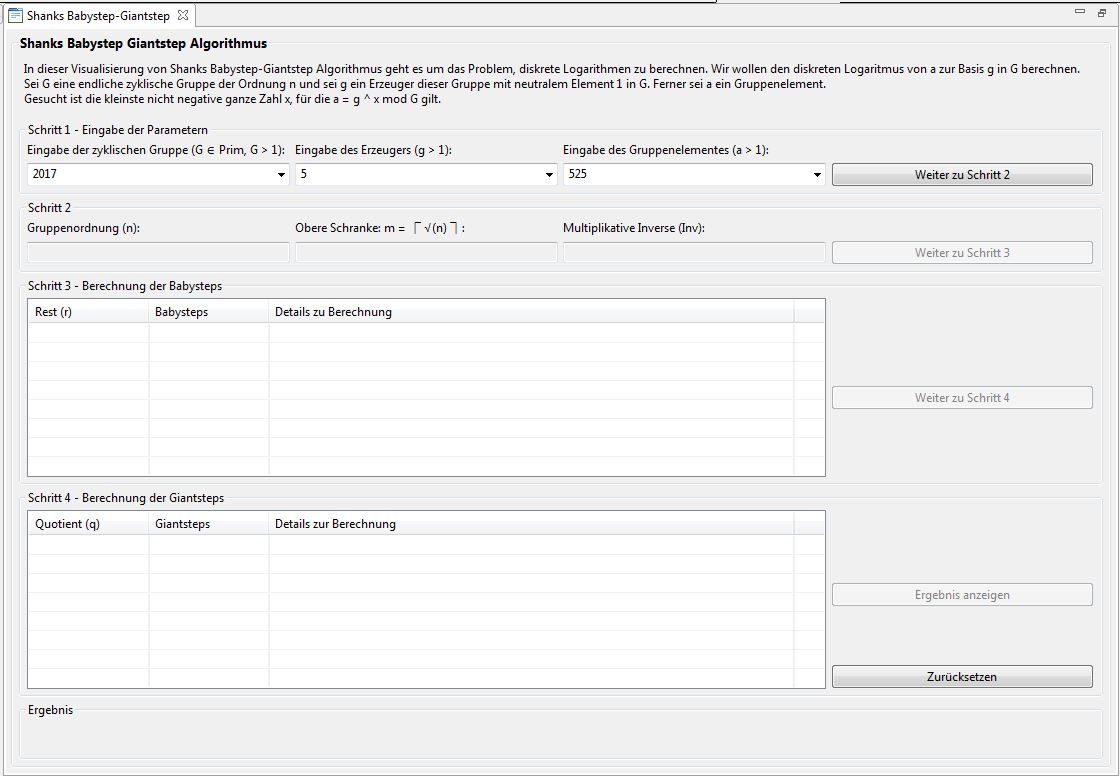 Shanks Babystep-Giantstep
Shanks Babystep Giantstep Algorithmus
In dieser Visualisierung von Shanks Babystep-Giantstep Algorithmus geht es um das Problem, diskrete Logarithmen zu berechnen. Wir wollen den diskreten Logaritmus von a zur Basis g in G berechnen.
Sei G eine endliche zyklische Gruppe der Ordnung n und sei g ein Erzeuger dieser Gruppe mit neutralem Element 1 in G. Ferner sei a ein Gruppenelement.
Gesucht ist die kleinste nicht negative ganze Zahl x, für die a = g ^ x mod G gilt.
Schritt 1 - Eingabe der Parametern
Eingabe der zyklischen Gruppe (G ∈ Prim, G > 1): Eingabe des Erzeugers (g > 1): Eingabe des Gruppenelementes (a > 1):
2017 5 525 Weiter zu Schritt 2
Schritt 2
Gruppenordnung (n): Obere Schranke: m = ⌈ √(n) ⌉ : Multiplikative Inverse (Inv):
Weiter zu Schritt 3
Schritt 3 - Berechnung der Babysteps
Rest (r) Babysteps Details zu Berechnung
Weiter zu Schritt 4
Schritt 4 - Berechnung der Giantsteps
Quotient (q) Giantsteps Details zur Berechnung
Ergebnis anzeigen
Zurücksetzen
Ergebnis